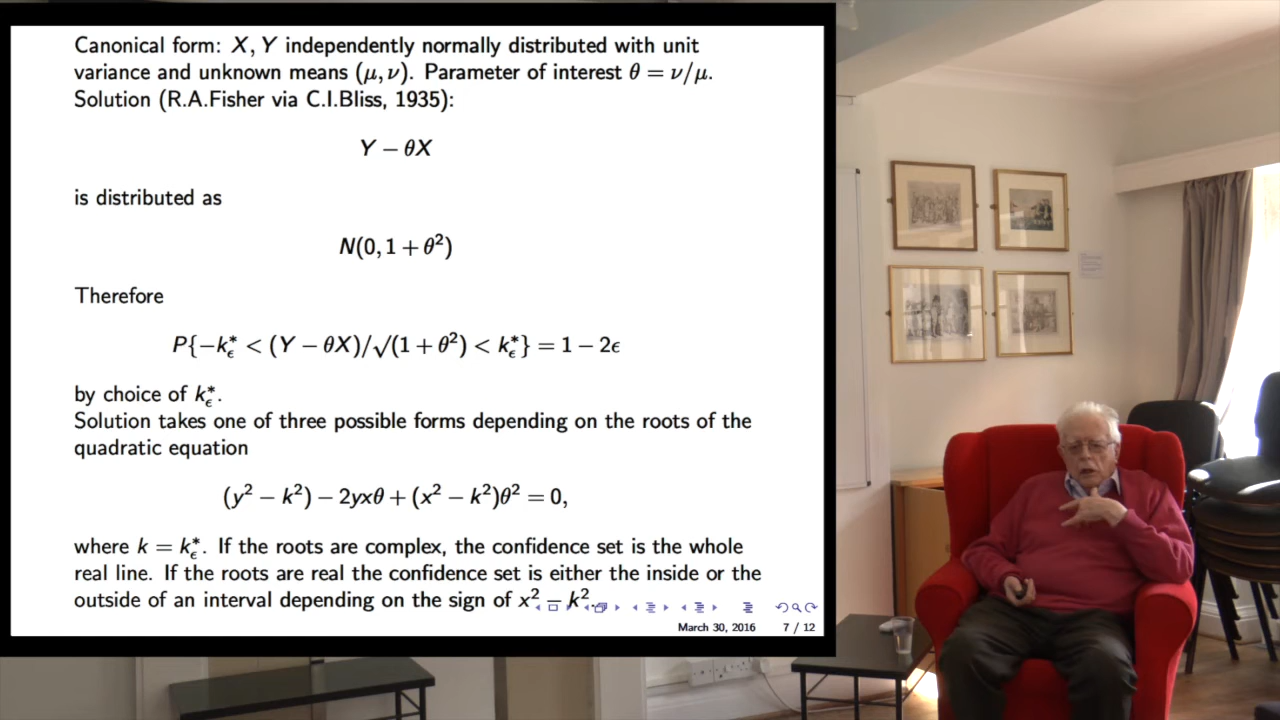 Canonical form: X, Y independently normally distributed with unit
variance and unknown means (μ, ν). Parameter of interest θ = ν/μ.
Solution (R.A.Fisher via C.I.Bliss, 1935):
Y − θX
is distributed as
N(0, 1 + θ²)
Therefore
P{−k*_ϵ < (Y − θX)/√(1 + θ²) < k*_ϵ} = 1 − 2ϵ
by choice of k*_ϵ.
Solution takes one of three possible forms depending on the roots of the
quadratic equation
(y² − k²) − 2yxθ + (x² − k²)θ² = 0,
where k = k*_ϵ. If the roots are complex, the confidence set is the whole
real line. If the roots are real the confidence set is either the inside or the
outside of an interval depending on the sign of x² − k².
March 30, 2016 7 / 12